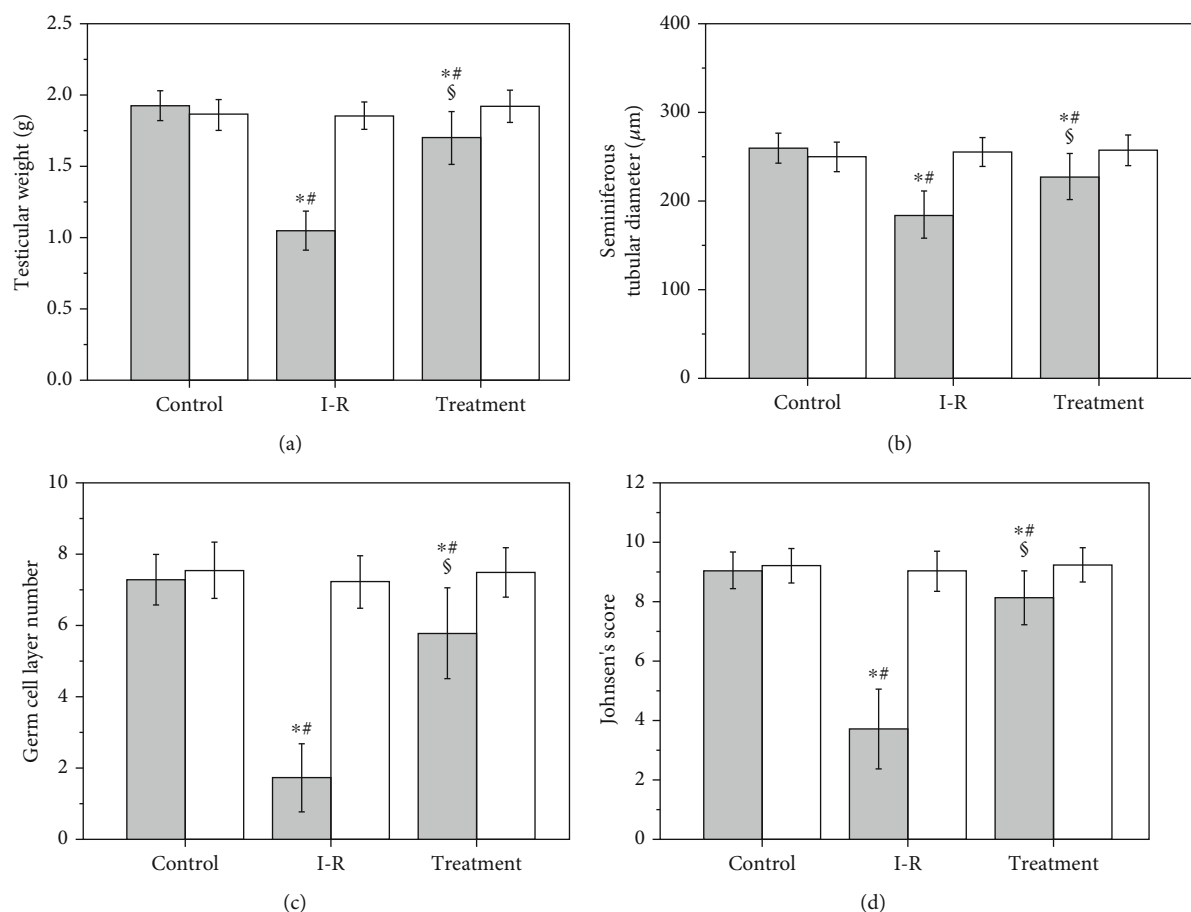 2.5
2.0
1.5
1.0
0.5
0.0
Testicular weight (g)
*#
*#
§
Control I-R Treatment
(a)
400
300
200
100
0
Seminiferous
tubular diameter (μm)
*#
*#
§
Control I-R Treatment
(b)
10
8
6
4
2
0
Germ cell layer number
*#
*#
§
Control I-R Treatment
(c)
12
10
8
6
4
2
0
Johnsen's score
*#
*#
§
Control I-R Treatment
(d)